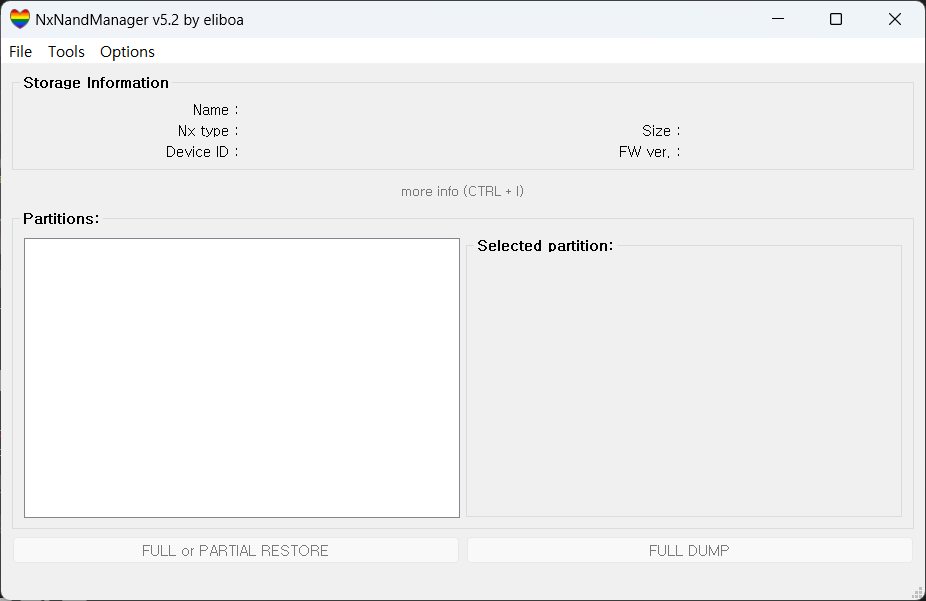 NxNandManager v5.2 by eliboa
File Tools Options
Storage Information
Name :
Nx type :
Size :
Device ID :
FW ver. :
more info (CTRL + I)
Partitions:
Selected partition:
FULL or PARTIAL RESTORE
FULL DUMP